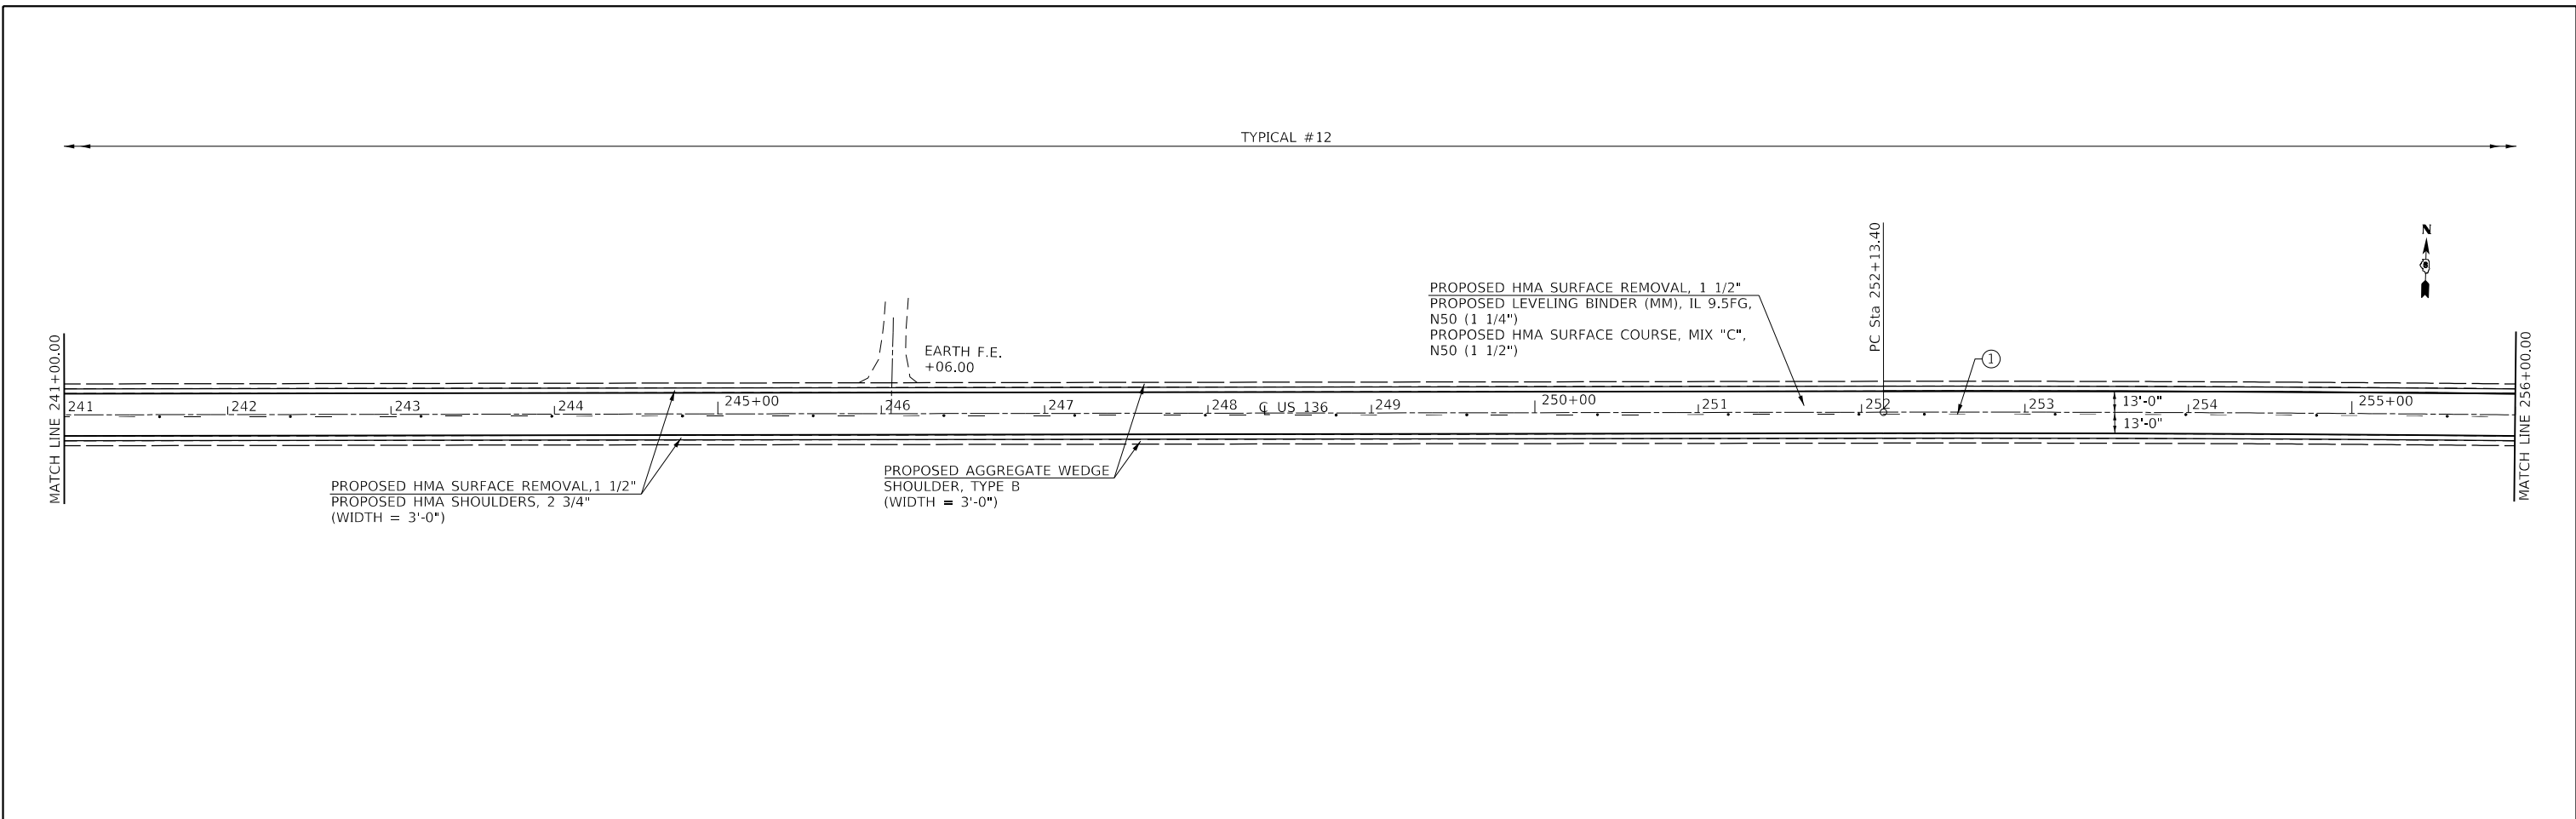 TYPICAL #12
N
PC Sta 252+13.40
PROPOSED HMA SURFACE REMOVAL, 1 1/2"
PROPOSED LEVELING BINDER (MM), IL 9.5FG,
N50 (1 1/4")
PROPOSED HMA SURFACE COURSE, MIX "C",
N50 (1 1/2")
EARTH F.E.
+06.00
1
MATCH LINE 241+00.00
MATCH LINE 256+00.00
241 242 243 244 245+00 246 247 248 ℄ US 136 249 250+00 251 252 253 13'-0" 254 255+00
13'-0"
PROPOSED HMA SURFACE REMOVAL,1 1/2"
PROPOSED HMA SHOULDERS, 2 3/4"
(WIDTH = 3'-0")
PROPOSED AGGREGATE WEDGE
SHOULDER, TYPE B
(WIDTH = 3'-0")